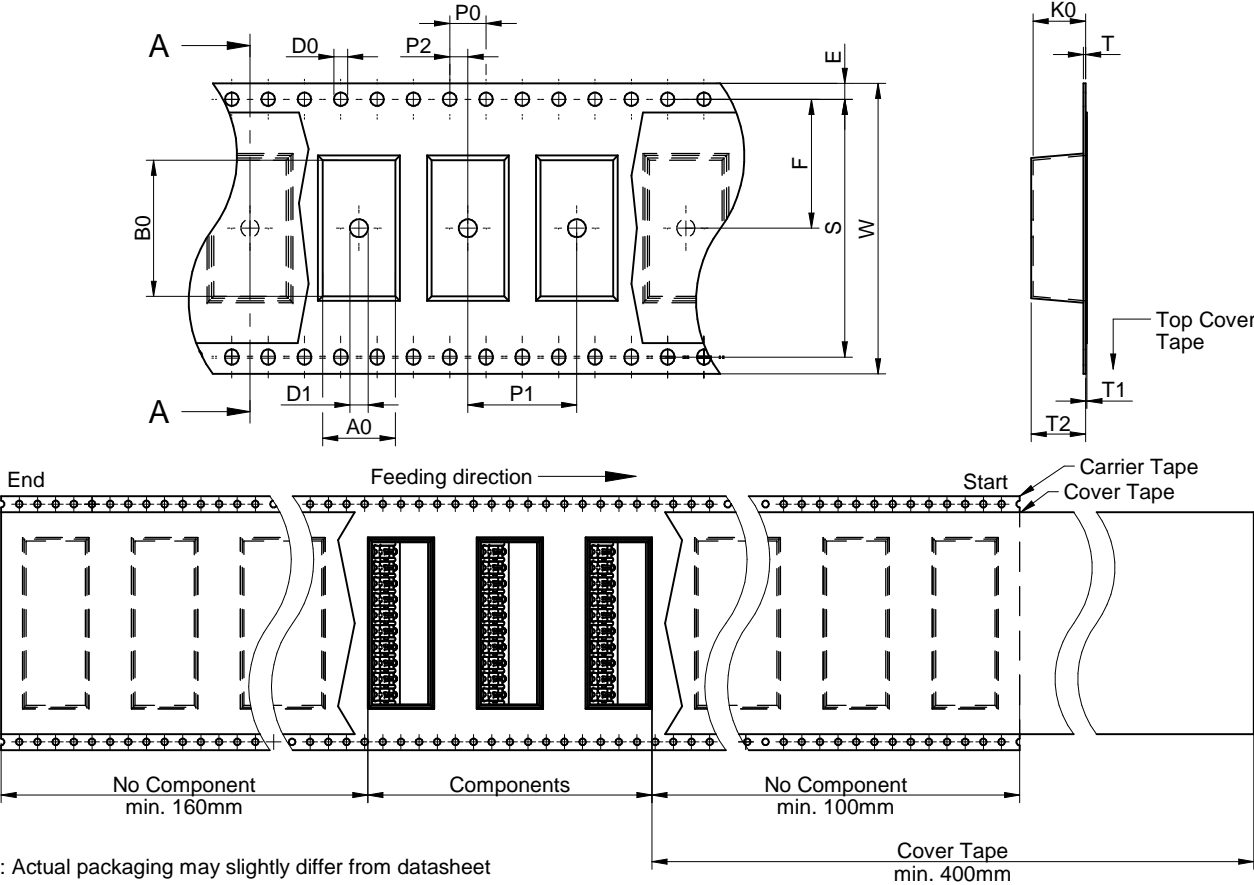 P0
K0
A
D0
P2
E
T
F
B0
S
W
Top Cover
Tape
D1
P1
T1
A
A0
T2
End
Feeding direction
Start
Carrier Tape
Cover Tape
No Component
min. 160mm
Components
No Component
min. 100mm
Cover Tape
min. 400mm
: Actual packaging may slightly differ from datasheet